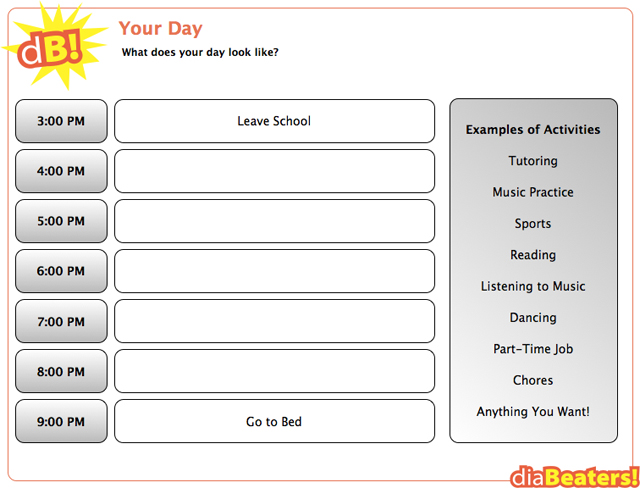 dB!
Your Day
What does your day look like?
3:00 PM
Leave School
4:00 PM
5:00 PM
6:00 PM
7:00 PM
8:00 PM
9:00 PM
Go to Bed
Examples of Activities
Tutoring
Music Practice
Sports
Reading
Listening to Music
Dancing
Part-Time Job
Chores
Anything You Want!
diaBeaters!